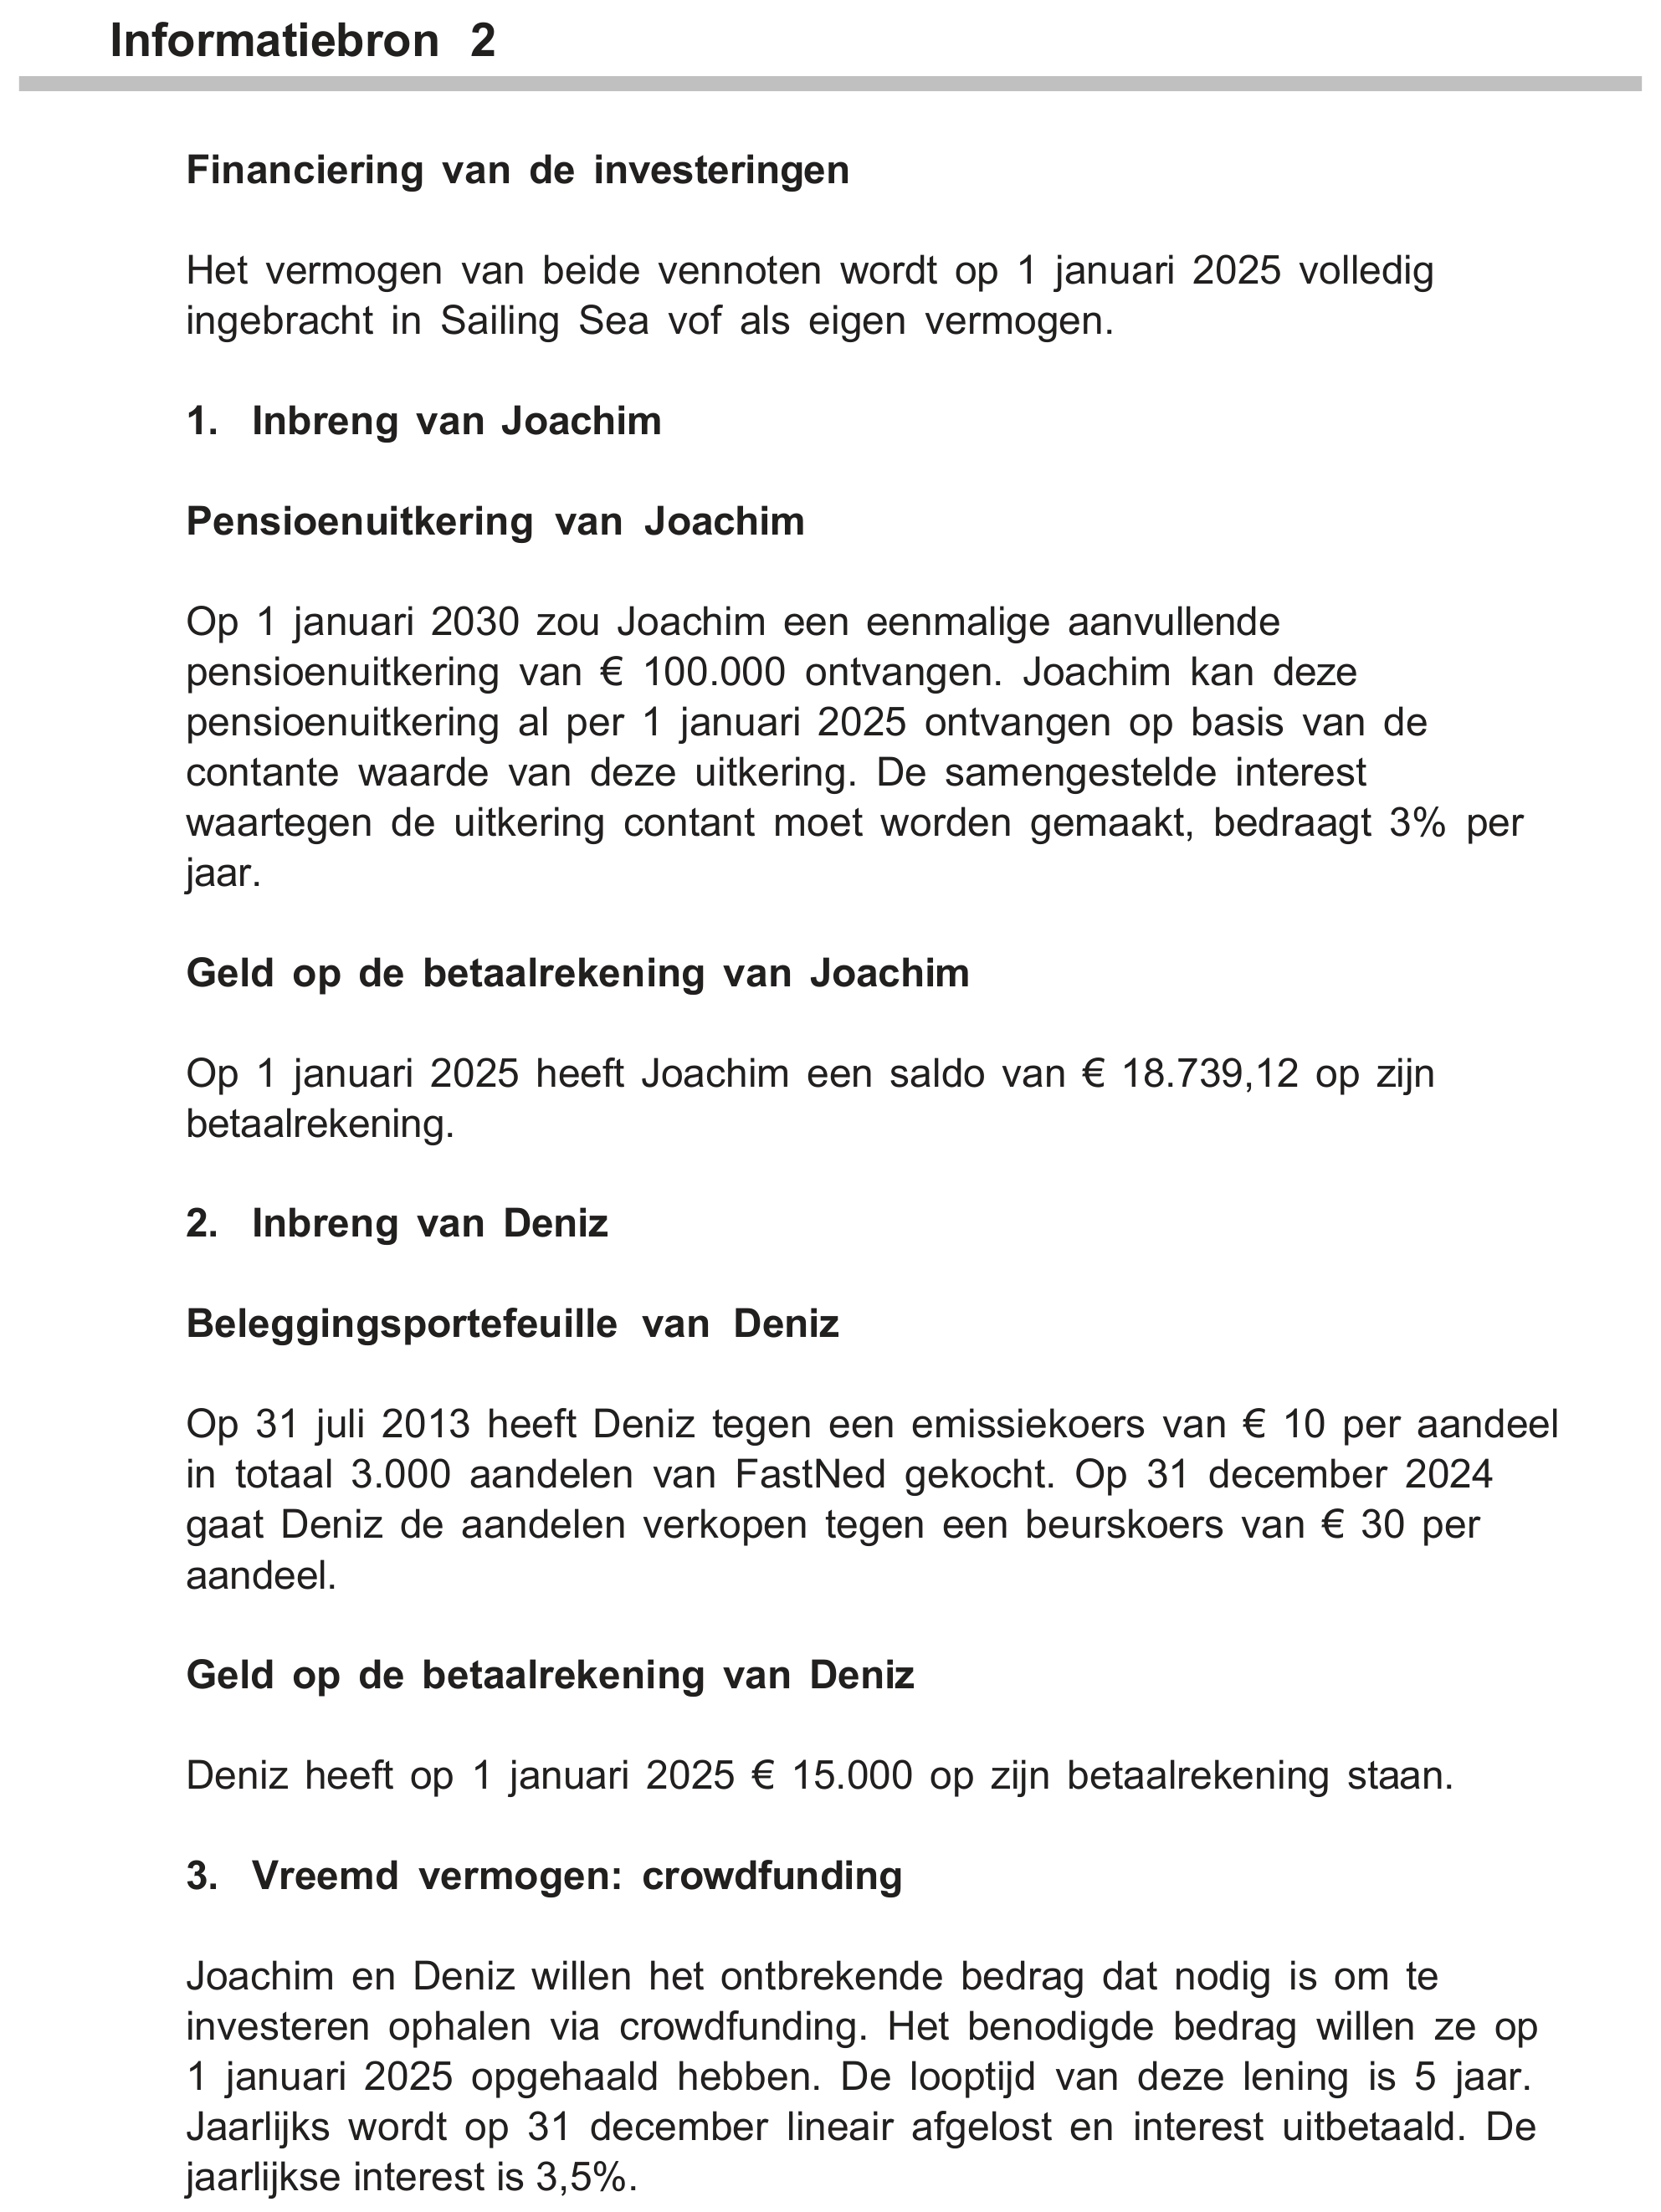 Informatiebron 2
Financiering van de investeringen
Het vermogen van beide vennoten wordt op 1 januari 2025 volledig
ingebracht in Sailing Sea vof als eigen vermogen.
1. Inbreng van Joachim
Pensioenuitkering van Joachim
Op 1 januari 2030 zou Joachim een eenmalige aanvullende
pensioenuitkering van € 100.000 ontvangen. Joachim kan deze
pensioenuitkering al per 1 januari 2025 ontvangen op basis van de
contante waarde van deze uitkering. De samengestelde interest
waartegen de uitkering contant moet worden gemaakt, bedraagt 3% per
jaar.
Geld op de betaalrekening van Joachim
Op 1 januari 2025 heeft Joachim een saldo van € 18.739,12 op zijn
betaalrekening.
2. Inbreng van Deniz
Beleggingsportefeuille van Deniz
Op 31 juli 2013 heeft Deniz tegen een emissiekoers van € 10 per aandeel
in totaal 3.000 aandelen van FastNed gekocht. Op 31 december 2024
gaat Deniz de aandelen verkopen tegen een beurskoers van € 30 per
aandeel.
Geld op de betaalrekening van Deniz
Deniz heeft op 1 januari 2025 € 15.000 op zijn betaalrekening staan.
3. Vreemd vermogen: crowdfunding
Joachim en Deniz willen het ontbrekende bedrag dat nodig is om te
investeren ophalen via crowdfunding. Het benodigde bedrag willen ze op
1 januari 2025 opgehaald hebben. De looptijd van deze lening is 5 jaar.
Jaarlijks wordt op 31 december lineair afgelost en interest uitbetaald. De
jaarlijkse interest is 3,5%.